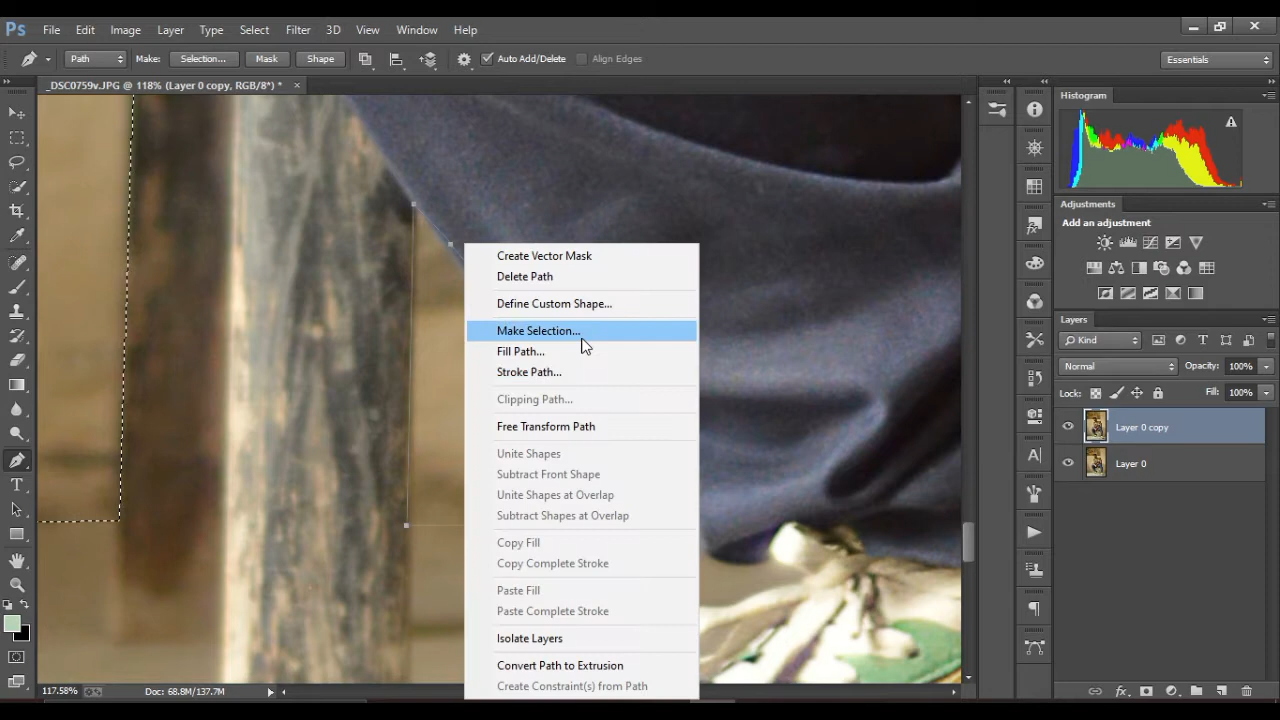 Ps File Edit Image Layer Type Select Filter 3D View Window Help
Path Make: Selection... Mask Shape Auto Add/Delete Align Edges Essentials
_DSC0759v.JPG @ 118% (Layer 0 copy, RGB/8*) * ×
Histogram
Adjustments
Add an adjustment
Layers
Kind
Normal Opacity: 100%
Lock: Fill: 100%
Layer 0 copy
Layer 0
Create Vector Mask
Delete Path
Define Custom Shape...
Make Selection...
Fill Path...
Stroke Path...
Clipping Path...
Free Transform Path
Unite Shapes
Subtract Front Shape
Unite Shapes at Overlap
Subtract Shapes at Overlap
Copy Fill
Copy Complete Stroke
Paste Fill
Paste Complete Stroke
Isolate Layers
Convert Path to Extrusion
Create Constraint(s) from Path
117.58% Doc: 68.8M/137.7M